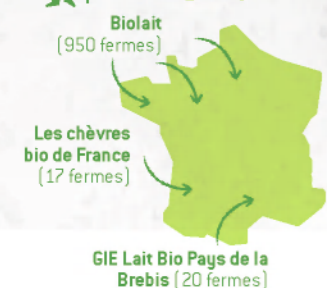 Biolait
(950 fermes)
Les chèvres
bio de France
(17 fermes)
GIE Lait Bio Pays de la
Brebis (20 fermes)